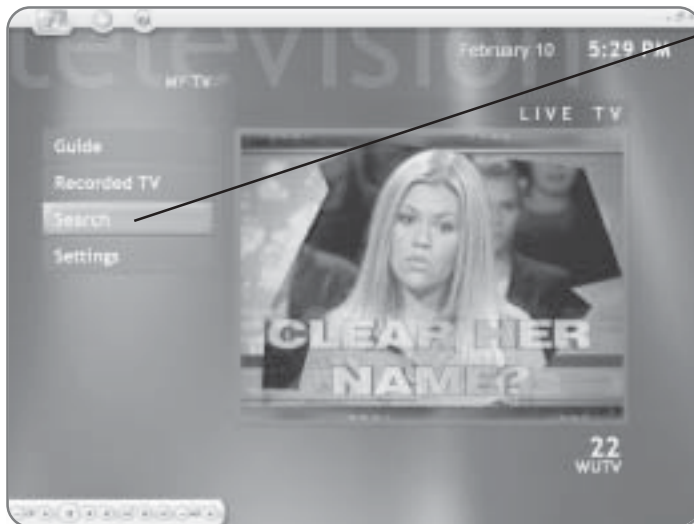 television
February 10 5:29 PM
MY TV
LIVE TV
Guide
Recorded TV
Search
Settings
CLEAR HER
NAME?
22
WUTV